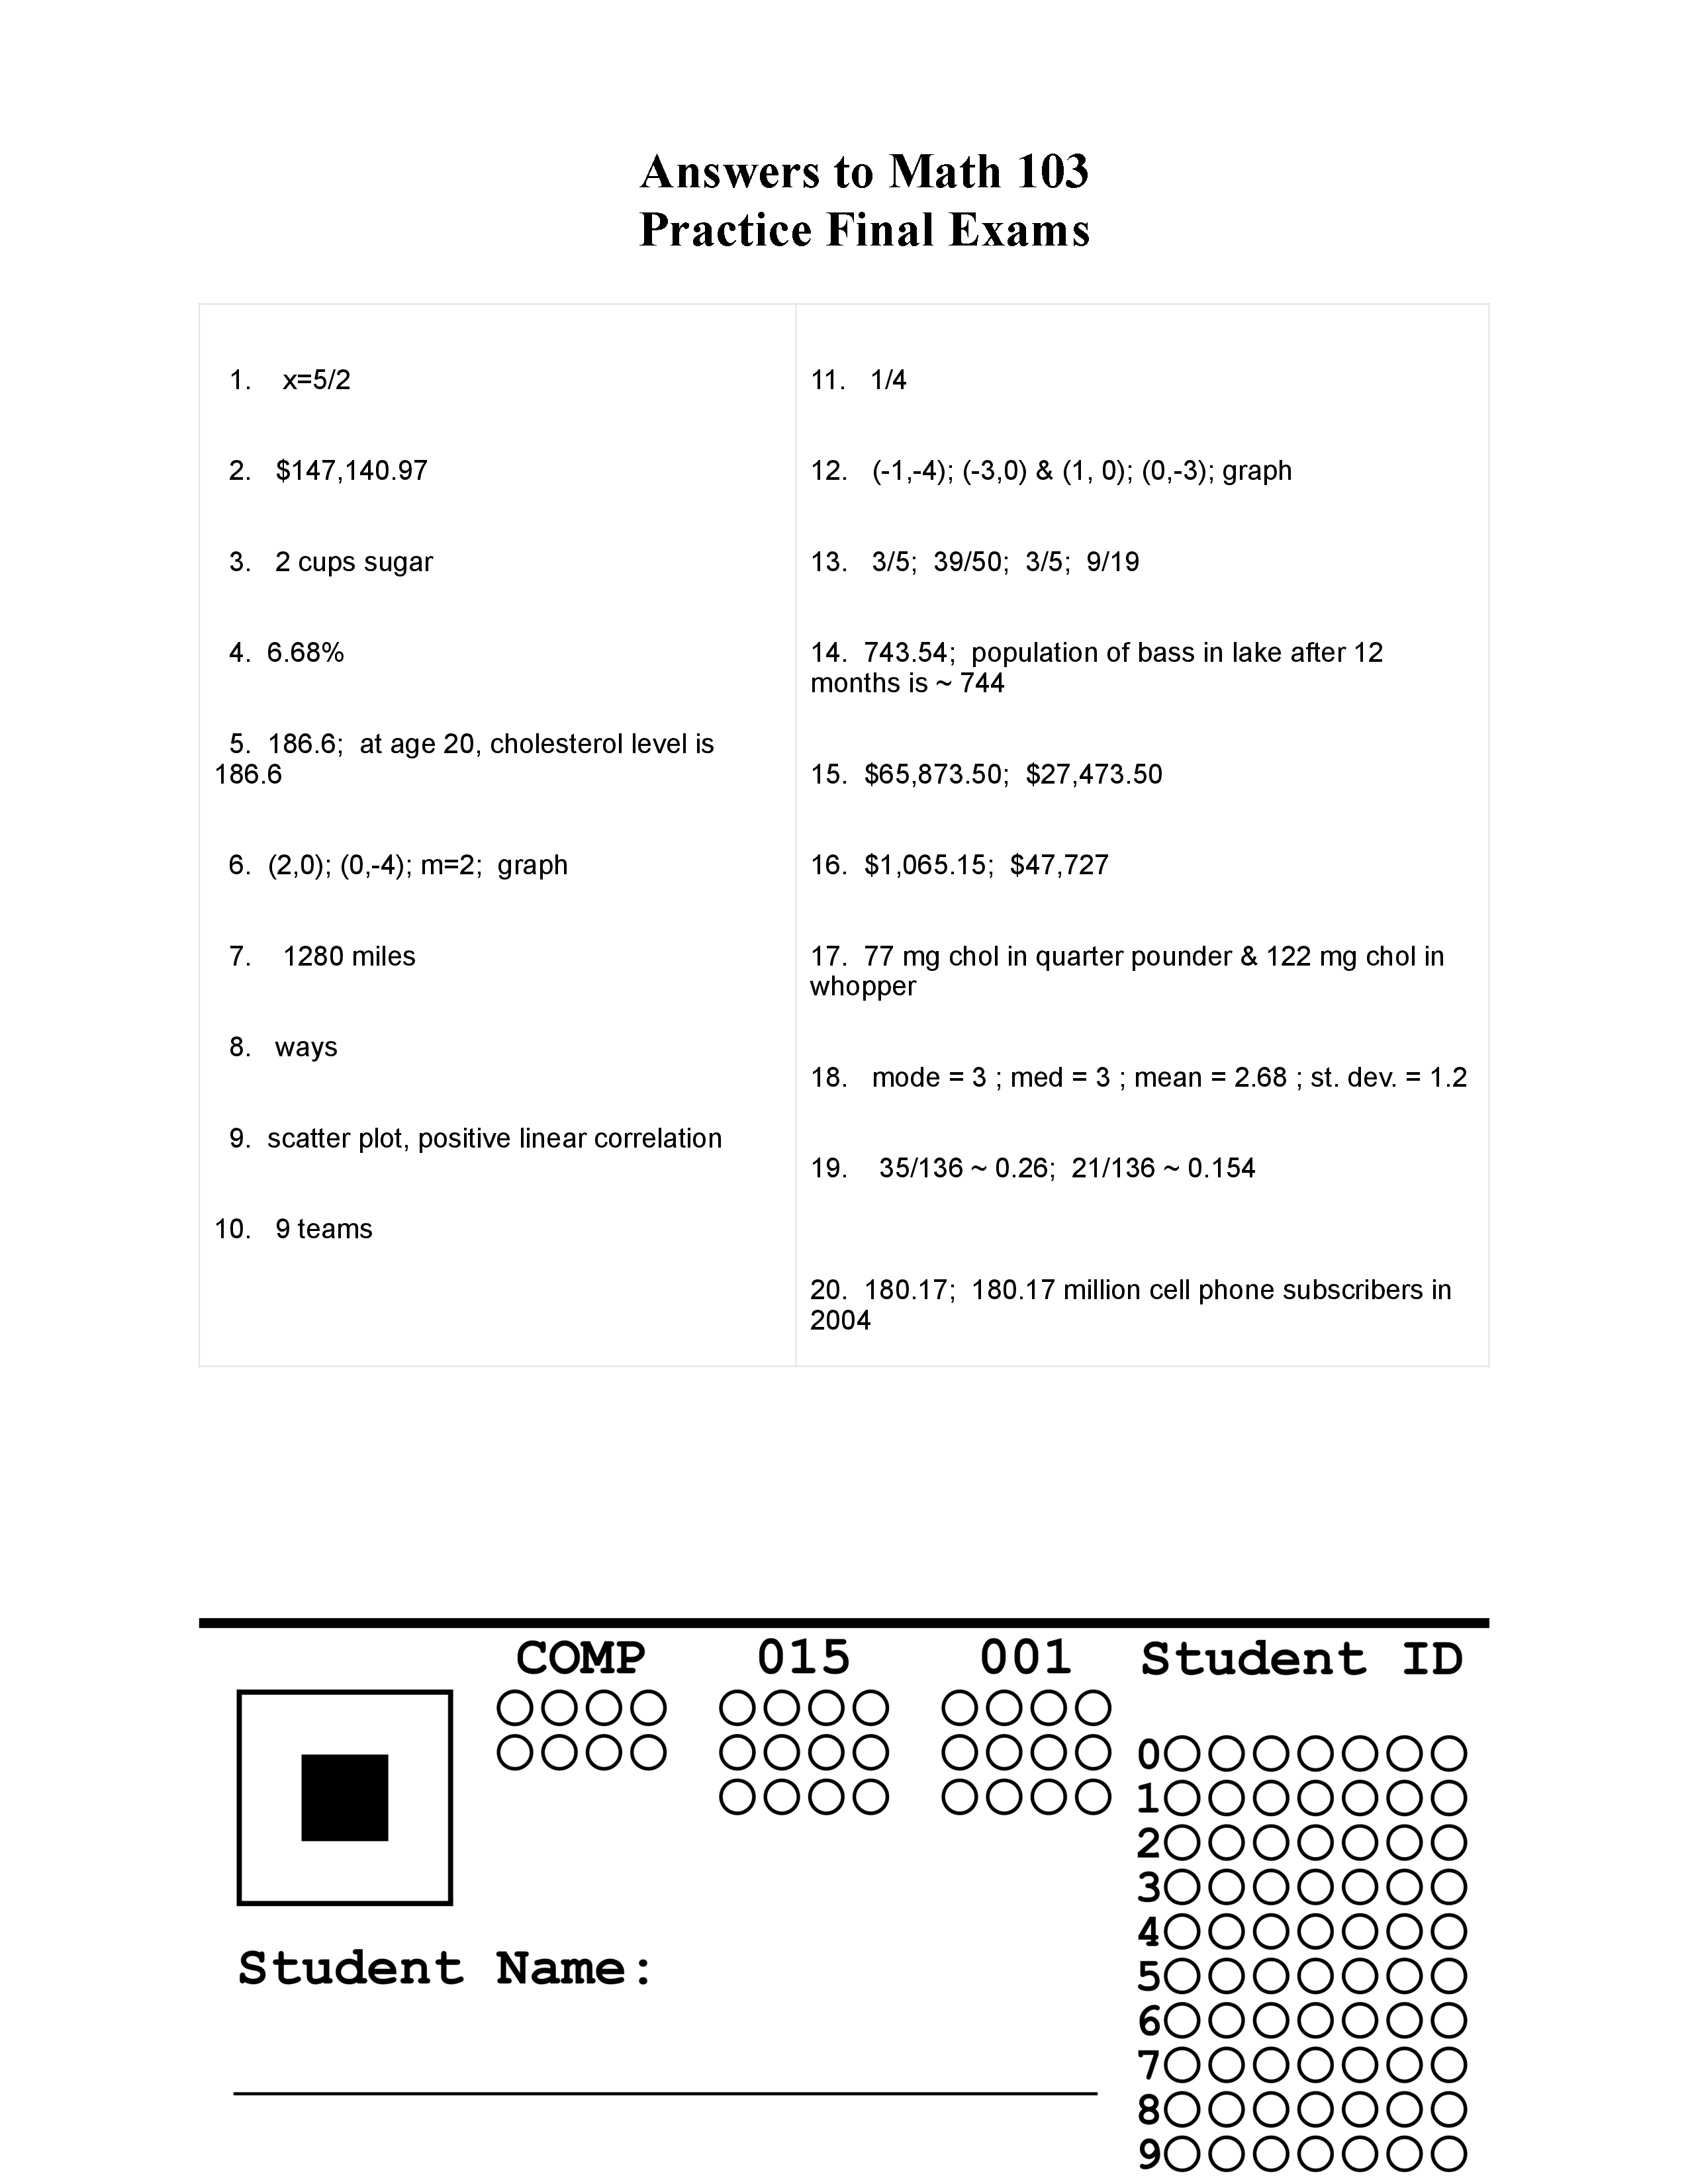 Answers to Math 103
Practice Final Exams
1. x=5/2
2. $147,140.97
3. 2 cups sugar
4. 6.68%
5. 186.6; at age 20, cholesterol level is
186.6
6. (2,0); (0,-4); m=2; graph
7. 1280 miles
8. ways
9. scatter plot, positive linear correlation
10. 9 teams
11. 1/4
12. (-1,-4); (-3,0) & (1, 0); (0,-3); graph
13. 3/5; 39/50; 3/5; 9/19
14. 743.54; population of bass in lake after 12
months is ~ 744
15. $65,873.50; $27,473.50
16. $1,065.15; $47,727
17. 77 mg chol in quarter pounder & 122 mg chol in
whopper
18. mode = 3 ; med = 3 ; mean = 2.68 ; st. dev. = 1.2
19. 35/136 ~ 0.26; 21/136 ~ 0.154
20. 180.17; 180.17 million cell phone subscribers in
2004
COMP 015 001 Student ID
0
1
2
3
4
5
6
7
8
9
Student Name: